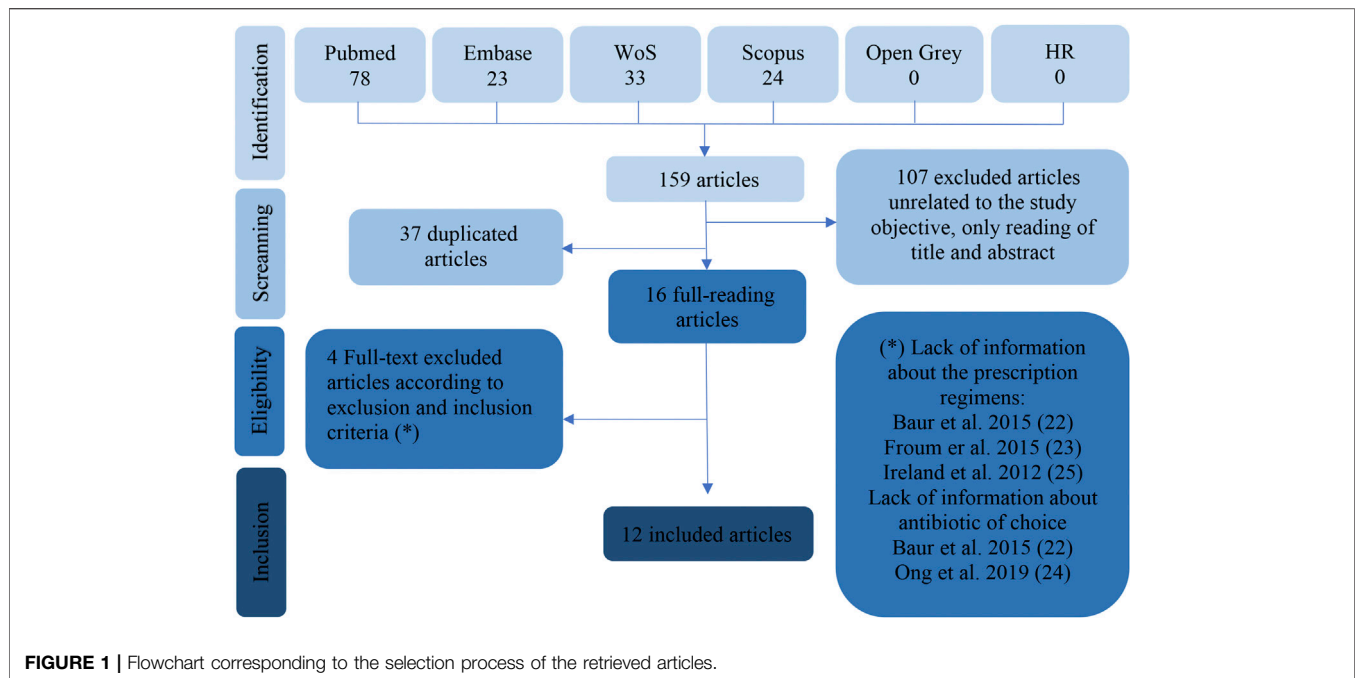 Identification
Pubmed
78
Embase
23
WoS
33
Scopus
24
Open Grey
0
HR
0
159 articles
Screanning
37 duplicated
articles
107 excluded articles
unrelated to the study
objective, only reading of
title and abstract
16 full-reading
articles
Eligibility
4 Full-text excluded
articles according to
exclusion and inclusion
criteria (*)
(*) Lack of information
about the prescription
regimens:
Baur et al. 2015 (22)
Froum er al. 2015 (23)
Ireland et al. 2012 (25)
Lack of information about
antibiotic of choice
Baur et al. 2015 (22)
Ong et al. 2019 (24)
Inclusion
12 included articles
FIGURE 1 | Flowchart corresponding to the selection process of the retrieved articles.